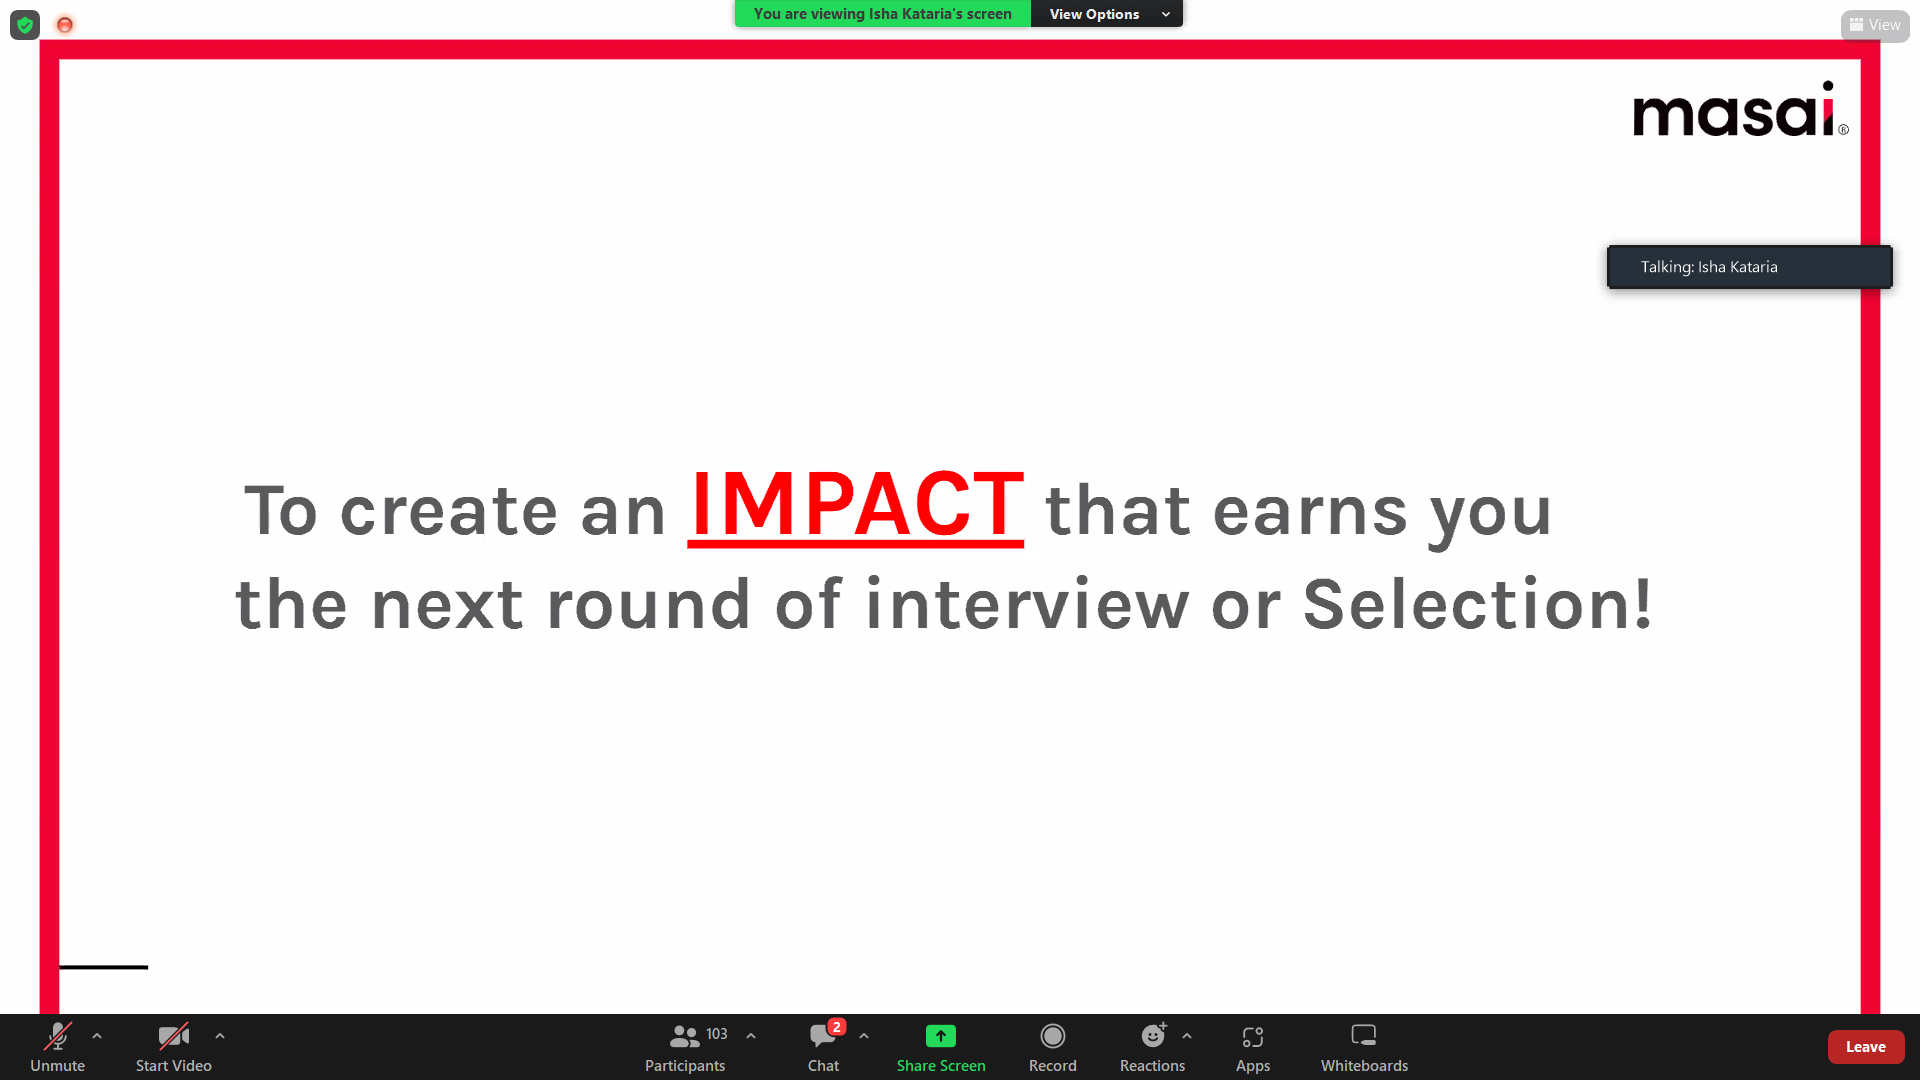 You are viewing Isha Kataria's screen View Options
View
masai®
Talking: Isha Kataria
To create an IMPACT that earns you
the next round of interview or Selection!
103
2
Unmute Start Video Participants Chat Share Screen Record Reactions Apps Whiteboards Leave